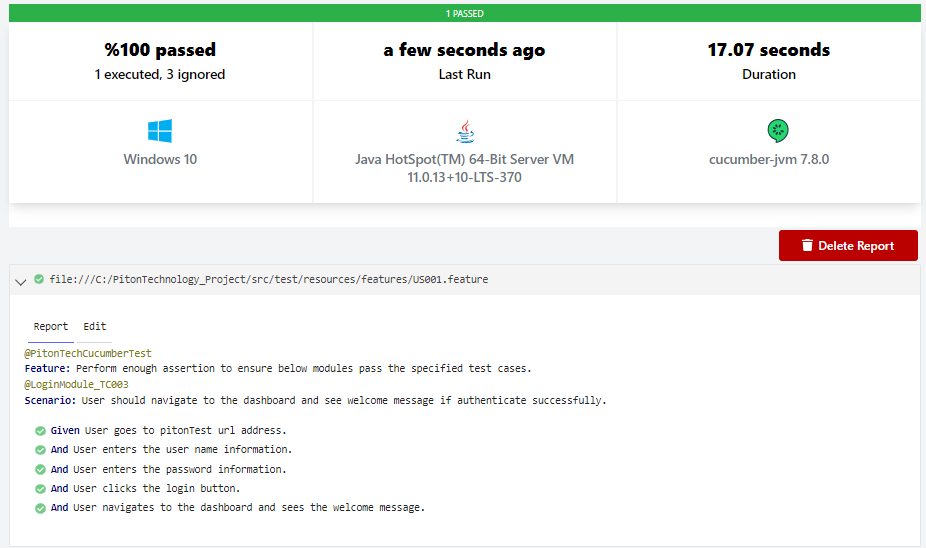 1 PASSED
%100 passed
1 executed, 3 ignored
a few seconds ago
Last Run
17.07 seconds
Duration
Windows 10
Java HotSpot(TM) 64-Bit Server VM
11.0.13+10-LTS-370
cucumber-jvm 7.8.0
Delete Report
file:///C:/PitonTechnology_Project/src/test/resources/features/US001.feature
Report Edit
@PitonTechCucumberTest
Feature: Perform enough assertion to ensure below modules pass the specified test cases.
@LoginModule_TC003
Scenario: User should navigate to the dashboard and see welcome message if authenticate successfully.
Given User goes to pitonTest url address.
And User enters the user name information.
And User enters the password information.
And User clicks the login button.
And User navigates to the dashboard and sees the welcome message.